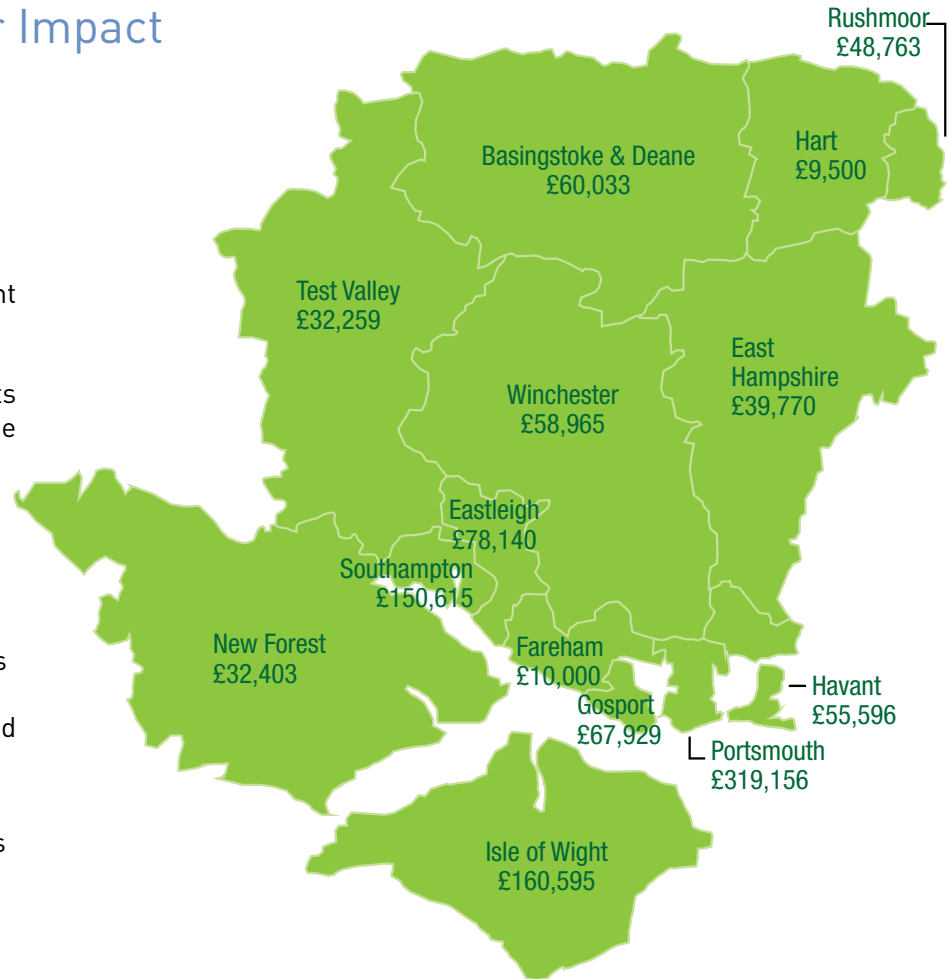 Impact
Rushmoor
£48,763
Hart
£9,500
Basingstoke & Deane
£60,033
Test Valley
£32,259
East
Hampshire
£39,770
Winchester
£58,965
Eastleigh
£78,140
Southampton
£150,615
New Forest
£32,403
Fareham
£10,000
Gosport
£67,929
Havant
£55,596
Portsmouth
£319,156
Isle of Wight
£160,595